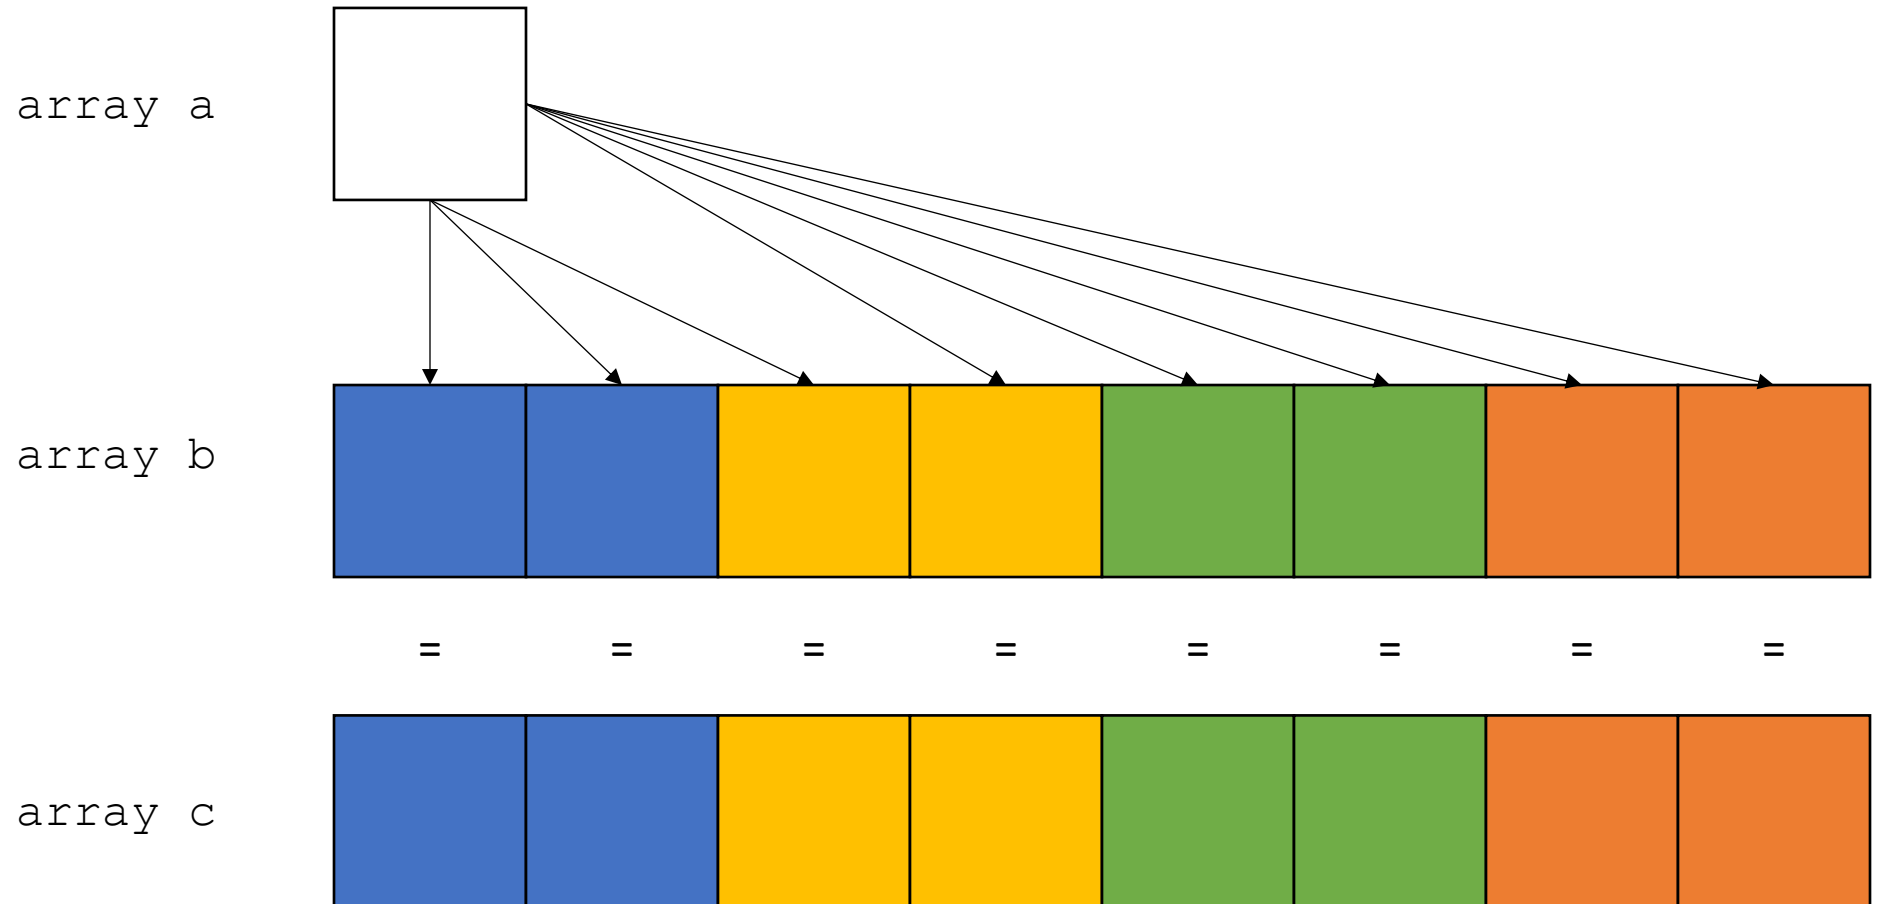 array a
array b
= = = = = = = =
array c